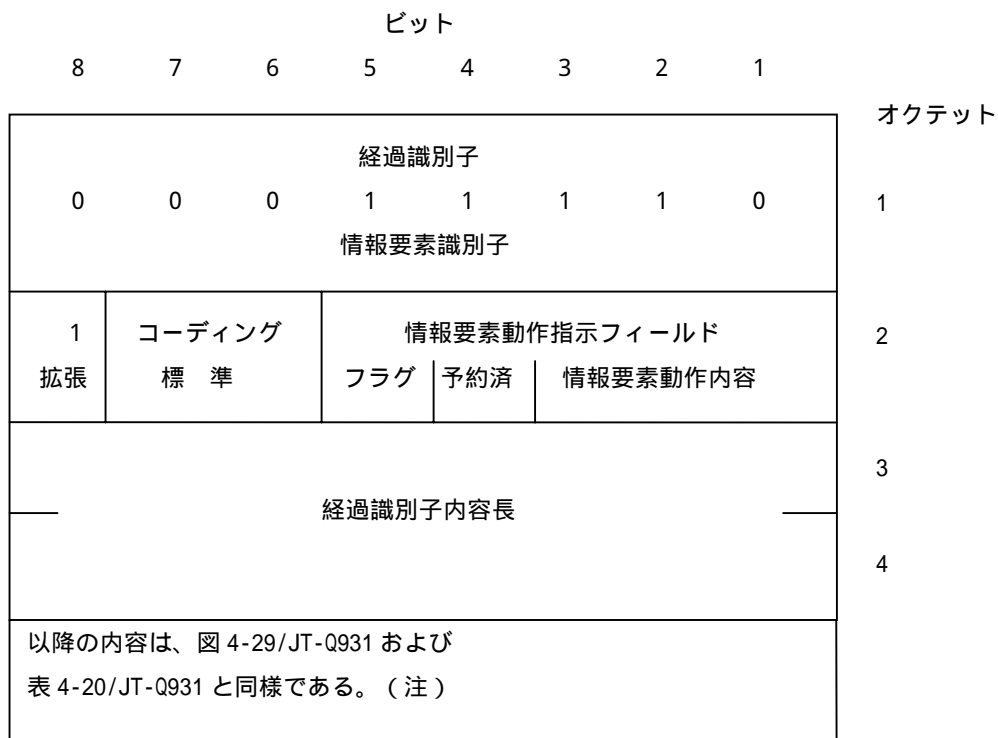 ビット
8 7 6 5 4 3 2 1
オクテット
経過識別子
0 0 0 1 1 1 1 0 1
情報要素識別子
1 コーディング 情報要素動作指示フィールド 2
拡張 標 準 フラグ 予約済 情報要素動作内容
3
経過識別子内容長
4
以降の内容は、図 4-29/JT-Q931 および
表 4-20/JT-Q931 と同様である。(注)